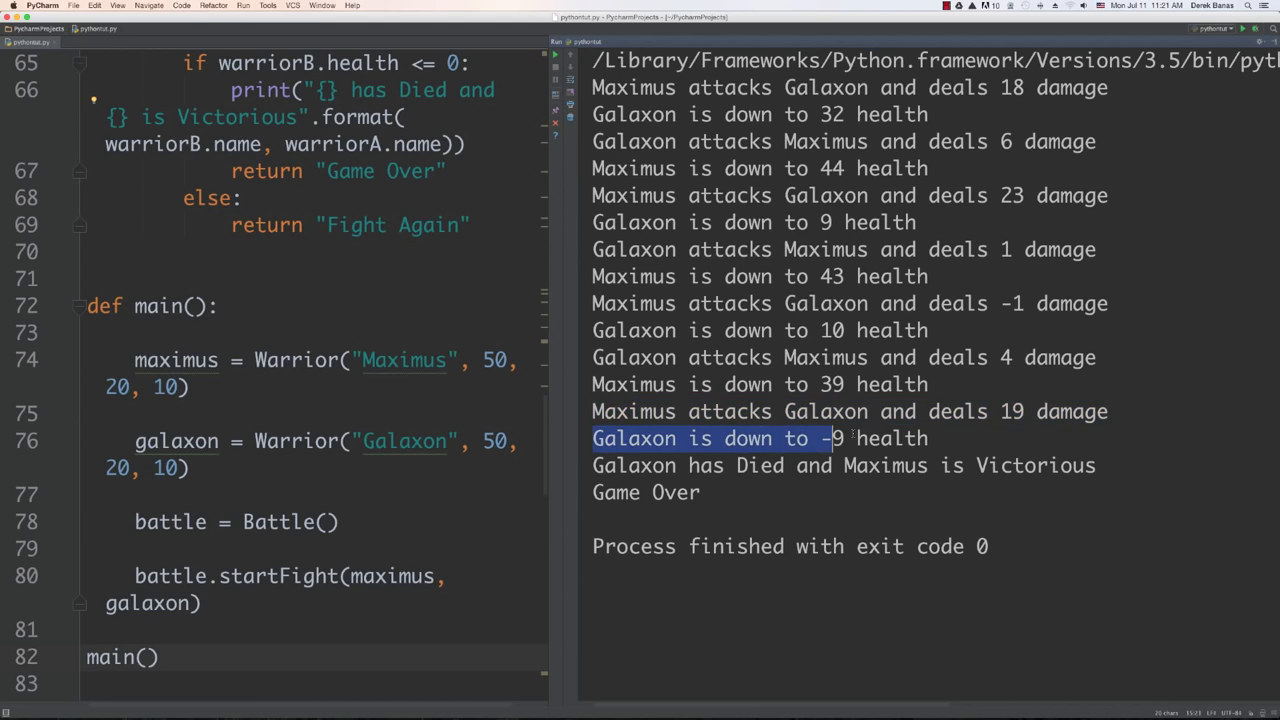 PyCharm File Edit View Navigate Code Refactor Run Tools VCS Window Help
10 Mon Jul 11 11:21 AM Derek Banas
pythontut.py - PycharmProjects - [~/PycharmProjects]
PycharmProjects pythontut.py
pythontut
pythontut.py
Run pythontut
65 if warriorB.health <= 0:
66 print("{} has Died and
{} is Victorious".format(
warriorB.name, warriorA.name))
67 return "Game Over"
68 else:
69 return "Fight Again"
70
71
72 def main():
73
74 maximus = Warrior("Maximus", 50,
20, 10)
75
76 galaxon = Warrior("Galaxon", 50,
20, 10)
77
78 battle = Battle()
79
80 battle.startFight(maximus,
galaxon)
81
82 main()
83
/Library/Frameworks/Python.framework/Versions/3.5/bin/pyth
Maximus attacks Galaxon and deals 18 damage
Galaxon is down to 32 health
Galaxon attacks Maximus and deals 6 damage
Maximus is down to 44 health
Maximus attacks Galaxon and deals 23 damage
Galaxon is down to 9 health
Galaxon attacks Maximus and deals 1 damage
Maximus is down to 43 health
Maximus attacks Galaxon and deals -1 damage
Galaxon is down to 10 health
Galaxon attacks Maximus and deals 4 damage
Maximus is down to 39 health
Maximus attacks Galaxon and deals 19 damage
Galaxon is down to -9 health
Galaxon has Died and Maximus is Victorious
Game Over
Process finished with exit code 0
20 chars 15:23 LF UTF-8